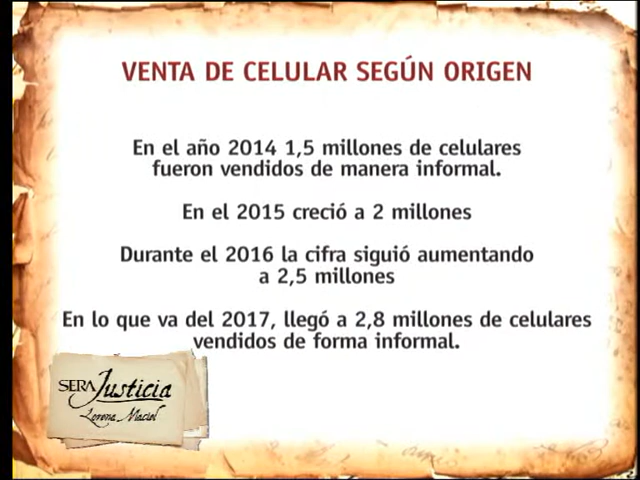 VENTA DE CELULAR SEGÚN ORIGEN
En el año 2014 1,5 millones de celulares
fueron vendidos de manera informal.
En el 2015 creció a 2 millones
Durante el 2016 la cifra siguió aumentando
a 2,5 millones
En lo que va del 2017, llegó a 2,8 millones de celulares
vendidos de forma informal.
SERA Justicia
Lorena Maciel